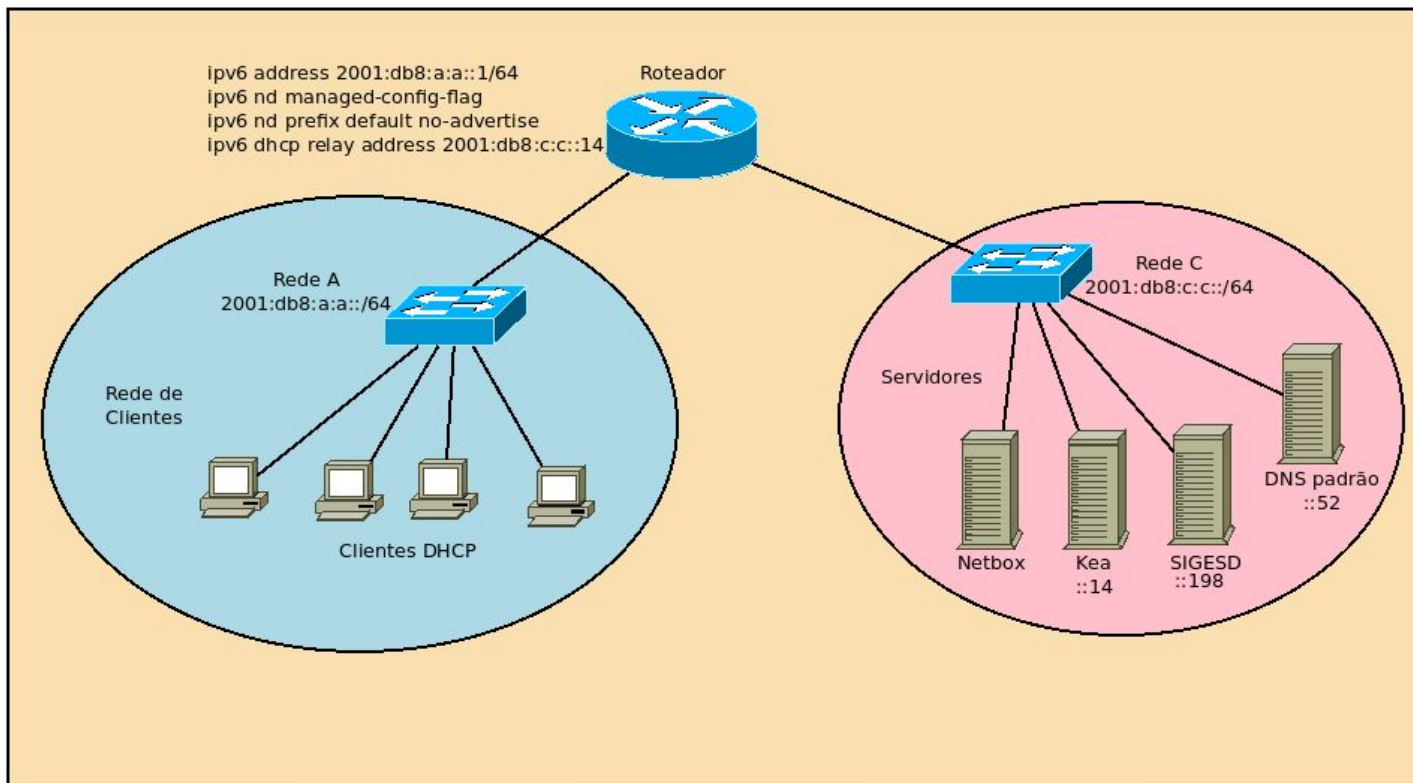 ipv6 address 2001:db8:a:a::1/64
ipv6 nd managed-config-flag
ipv6 nd prefix default no-advertise
ipv6 dhcp relay address 2001:db8:c:c::14
Roteador
Rede A
2001:db8:a:a::/64
Rede de
Clientes
Clientes DHCP
Rede C
2001:db8:c:c::/64
Servidores
DNS padrão
::52
Netbox
Kea
::14
SIGESD
::198